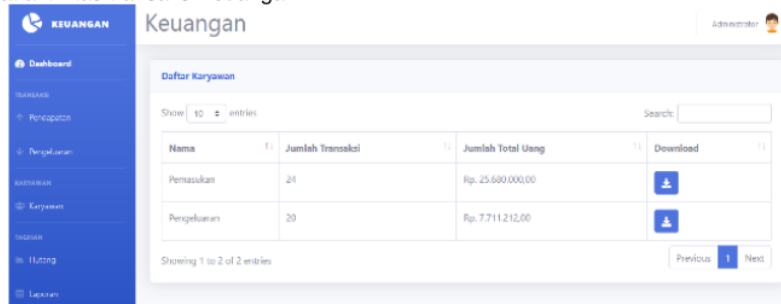 KEUANGAN
Keuangan
Administrator
Dashboard
Daftar Karyawan
TRANSAKSI
Show 10 entries
Search:
Pendapatan
Nama Jumlah Transaksi Jumlah Total Uang Download
Pengeluaran
Pemasukan 24 Rp. 25.680.000,00
KARYAWAN
Karyawan
Pengeluaran 20 Rp. 7.711.212,00
TAGIHAN
Hutang
Showing 1 to 2 of 2 entries
Previous 1 Next
Laporan